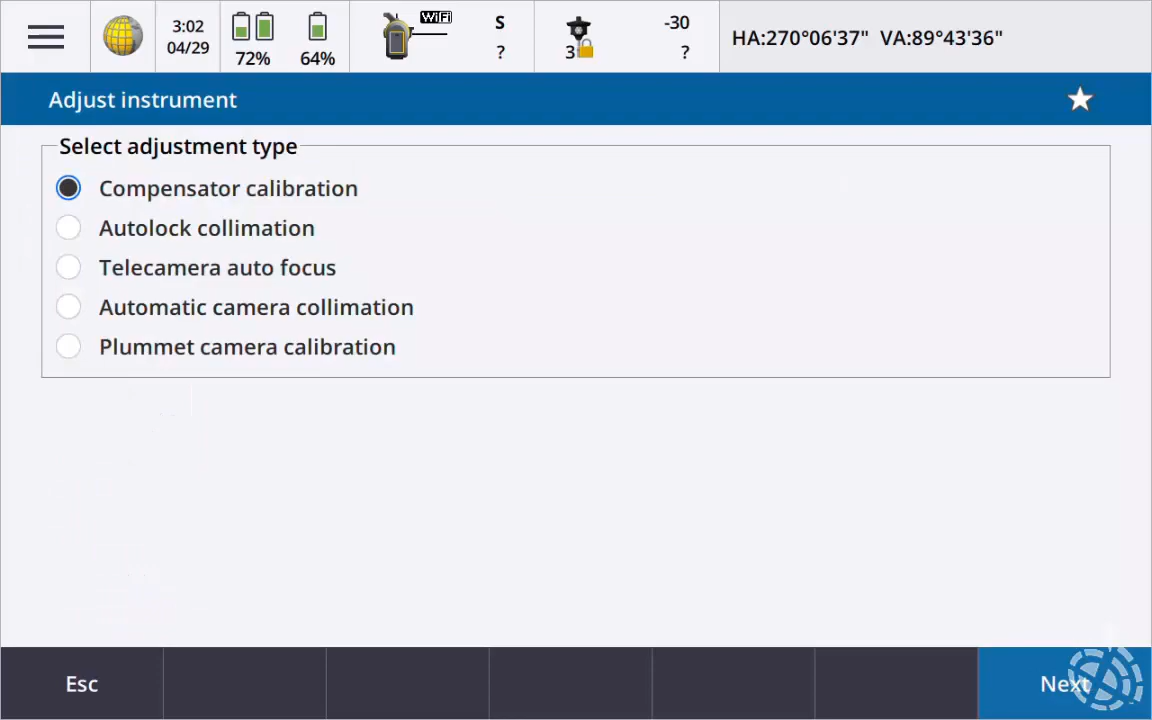 3:02
04/29
72%
64%
WiFi
S
?
3
-30
?
HA:270°06'37" VA:89°43'36"
Adjust instrument
Select adjustment type
Compensator calibration
Autolock collimation
Telecamera auto focus
Automatic camera collimation
Plummet camera calibration
Esc
Next